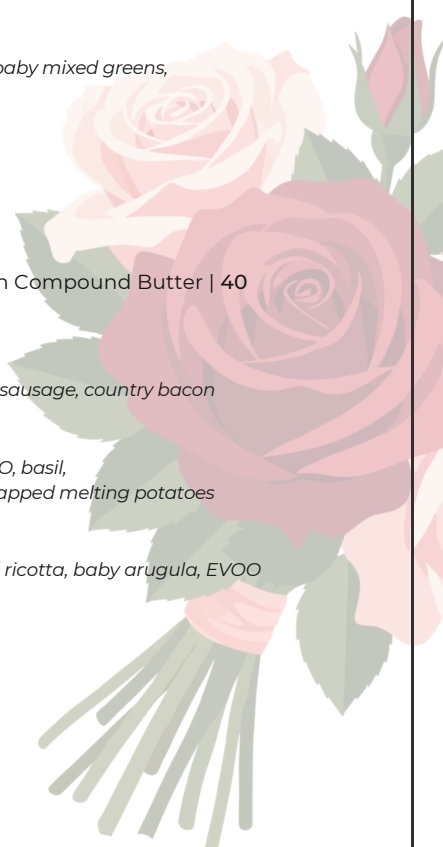 baby mixed greens,
n Compound Butter | 40
sausage, country bacon
O, basil,
apped melting potatoes
ricotta, baby arugula, EVOO